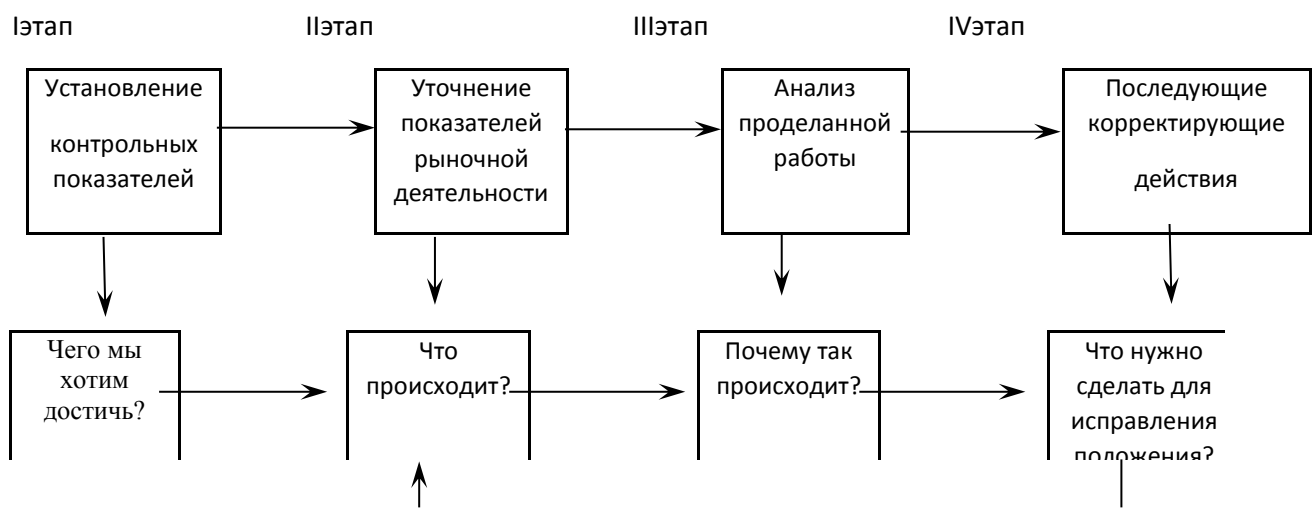 Iэтап IIэтап IIIэтап IVэтап
Установление
контрольных
показателей
Уточнение
показателей
рыночной
деятельности
Анализ
проделанной
работы
Последующие
корректирующие
действия
Чего мы
хотим
достичь?
Что
происходит?
Почему так
происходит?
Что нужно
сделать для
исправления
положения?